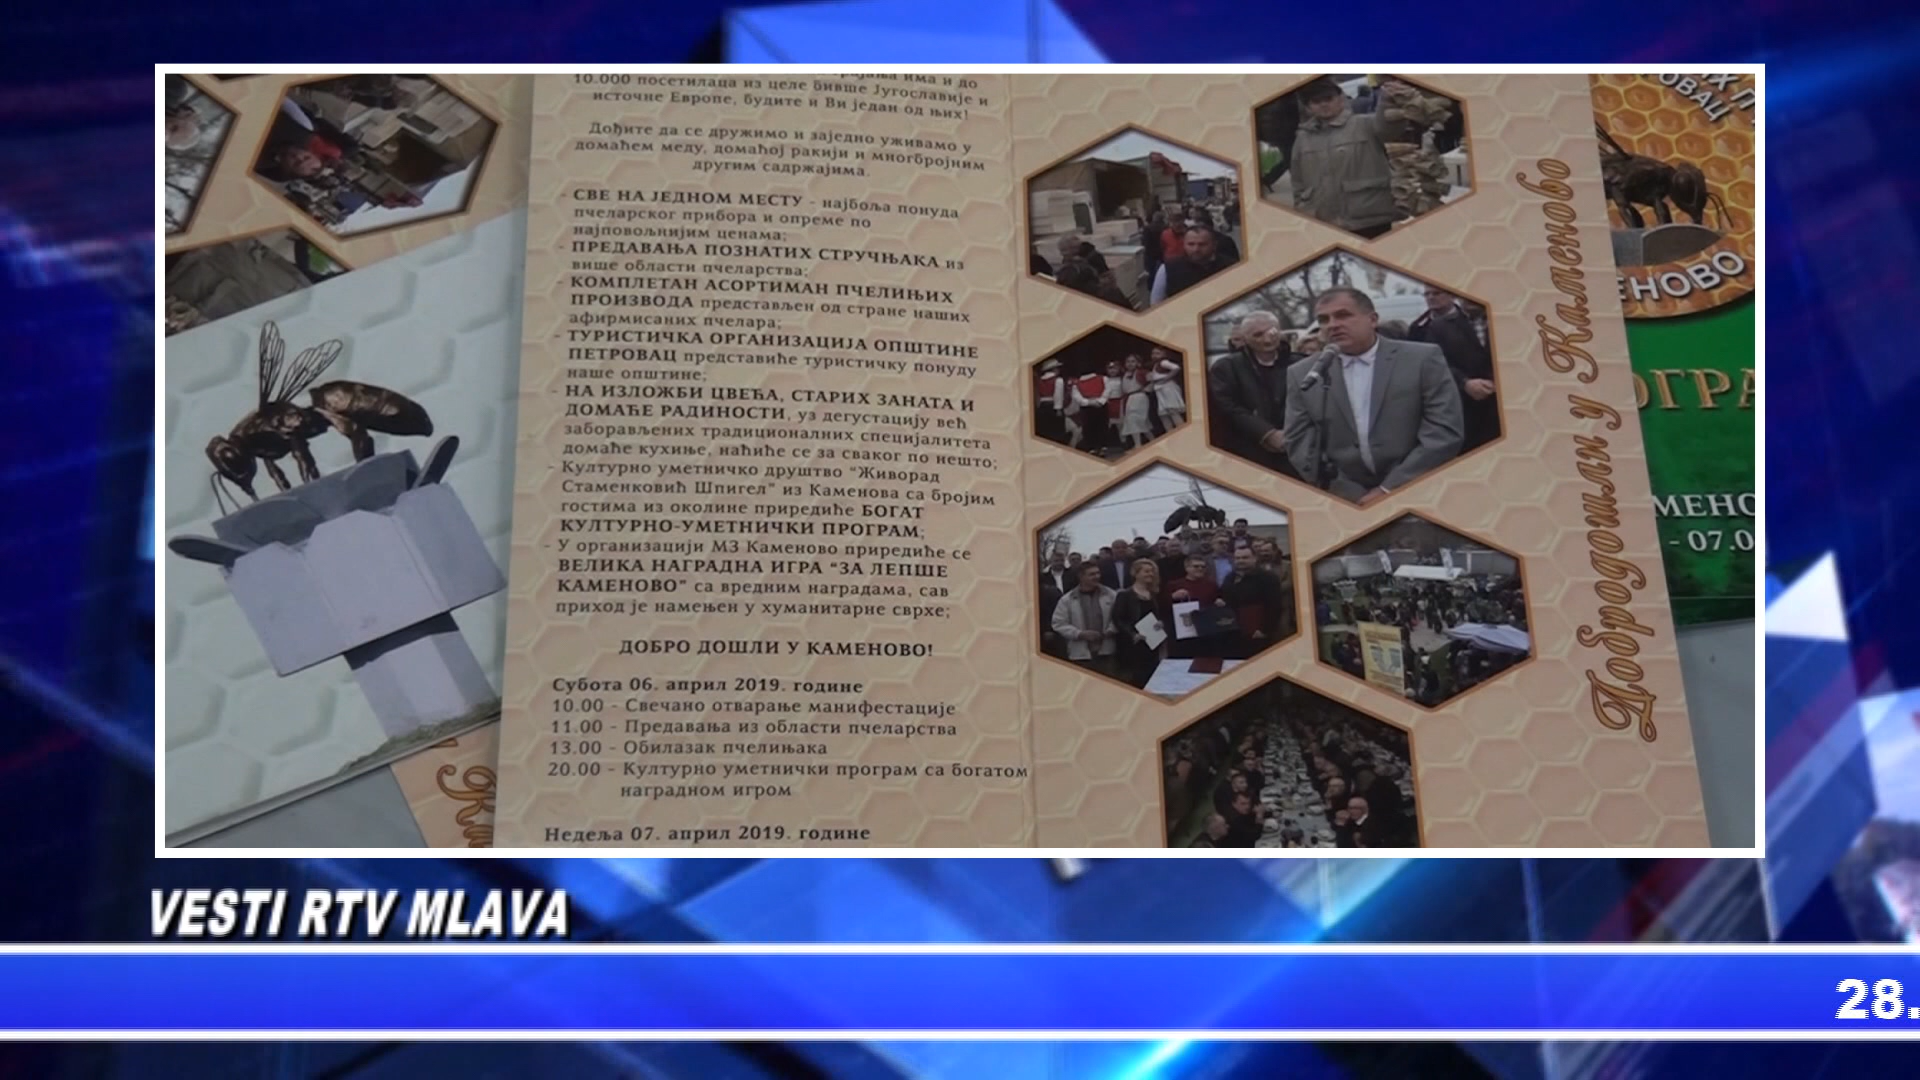 10.000 посетилаца из целе бивше Југославије и
источне Европе, будите и Ви један од њих!
Дођите да се дружимо и заједно уживамо у
домаћем меду, домаћој ракији и многбројним
другим садржајима.
- СВЕ НА ЈЕДНОМ МЕСТУ - најбоља понуда
пчеларског прибора и опреме по
најповољнијим ценама;
- ПРЕДАВАЊА ПОЗНАТИХ СТРУЧЊАКА из
више области пчеларства;
- КОМПЛЕТАН АСОРТИМАН ПЧЕЛИЊИХ
ПРОИЗВОДА представљен од стране наших
афирмисаних пчелара;
- ТУРИСТИЧКА ОРГАНИЗАЦИЈА ОПШТИНЕ
ПЕТРОВАЦ представиће туристичку понуду
наше општине;
- НА ИЗЛОЖБИ ЦВЕЋА, СТАРИХ ЗАНАТА И
ДОМАЋЕ РАДИНОСТИ, уз дегустацију већ
заборављених традиционалних специјалитета
домаће кухиње, наћиће се за сваког по нешто;
- Културно уметничко друштво “Живорад
Стаменковић Шпигел” из Каменова са бројим
гостима из околине приредиће БОГАТ
КУЛТУРНО-УМЕТНИЧКИ ПРОГРАМ;
- У организацији МЗ Каменово приредиће се
ВЕЛИКА НАГРАДНА ИГРА “ЗА ЛЕПШЕ
КАМЕНОВО” са вредним наградама, сав
приход је намењен у хуманитарне сврхе;
ДОБРО ДОШЛИ У КАМЕНОВО!
Субота 06. април 2019. године
10.00 - Свечано отварање манифестације
11.00 - Предавања из области пчеларства
13.00 - Обилазак пчелињака
20.00 - Културно уметнички програм са богатом
наградном игром
Недеља 07. април 2019. године
Добродошли у Каменово
ОВАЦ
ЕНОВО
ОГРА
МЕНО
- 07.0
VESTI RTV MLAVA
28.